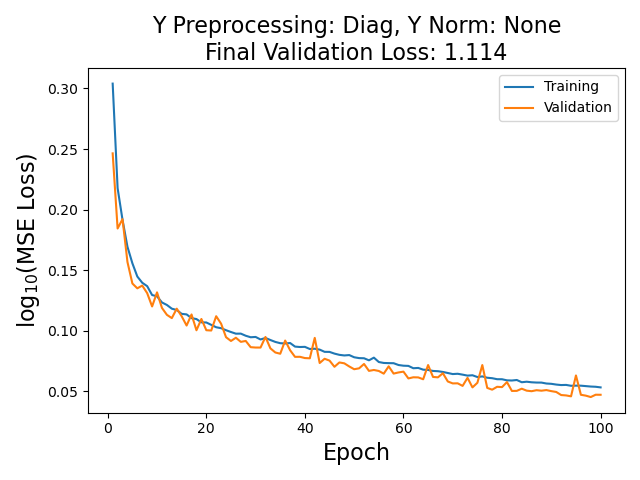 Y Preprocessing: Diag, Y Norm: None
Final Validation Loss: 1.114
Training
Validation
0.30
0.25
0.20
0.15
0.10
0.05
log₁₀(MSE Loss)
0
20
40
60
80
100
Epoch